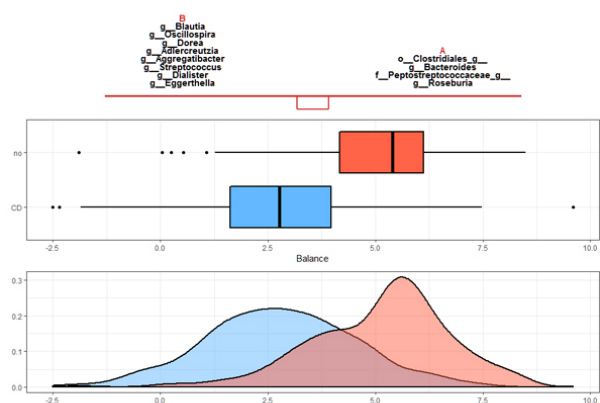 B
g__Blautia
g__Oscillospira
g__Dorea
g__Adlercreutzia
g__Aggregatibacter
g__Streptococcus
g__Dialister
g__Eggerthella
A
o__Clostridiales_g__
g__Bacteroides
f__Peptostreptococcaceae_g__
g__Roseburia
no
CD
-2.5 0.0 2.5 5.0 7.5 10.0
Balance
0.3
0.2
0.1
0.0
-2.5 0.0 2.5 5.0 7.5 10.0